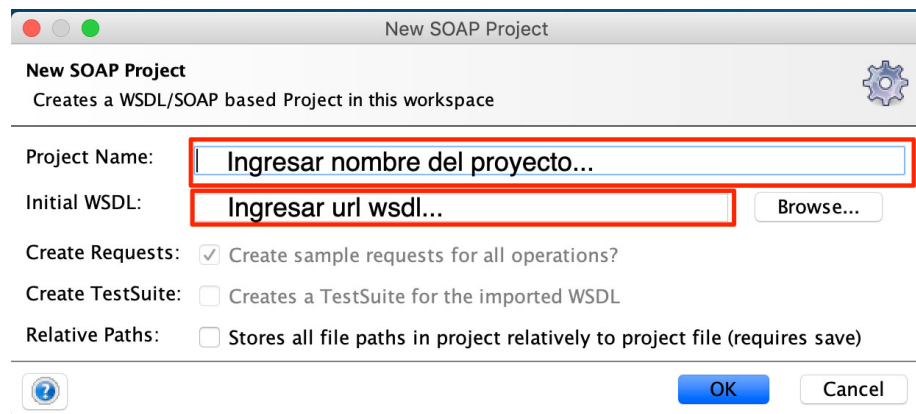 New SOAP Project
New SOAP Project
Creates a WSDL/SOAP based Project in this workspace
Project Name: Ingresar nombre del proyecto...
Initial WSDL: Ingresar url wsdl... Browse...
Create Requests: Create sample requests for all operations?
Create TestSuite: Creates a TestSuite for the imported WSDL
Relative Paths: Stores all file paths in project relatively to project file (requires save)
? OK Cancel